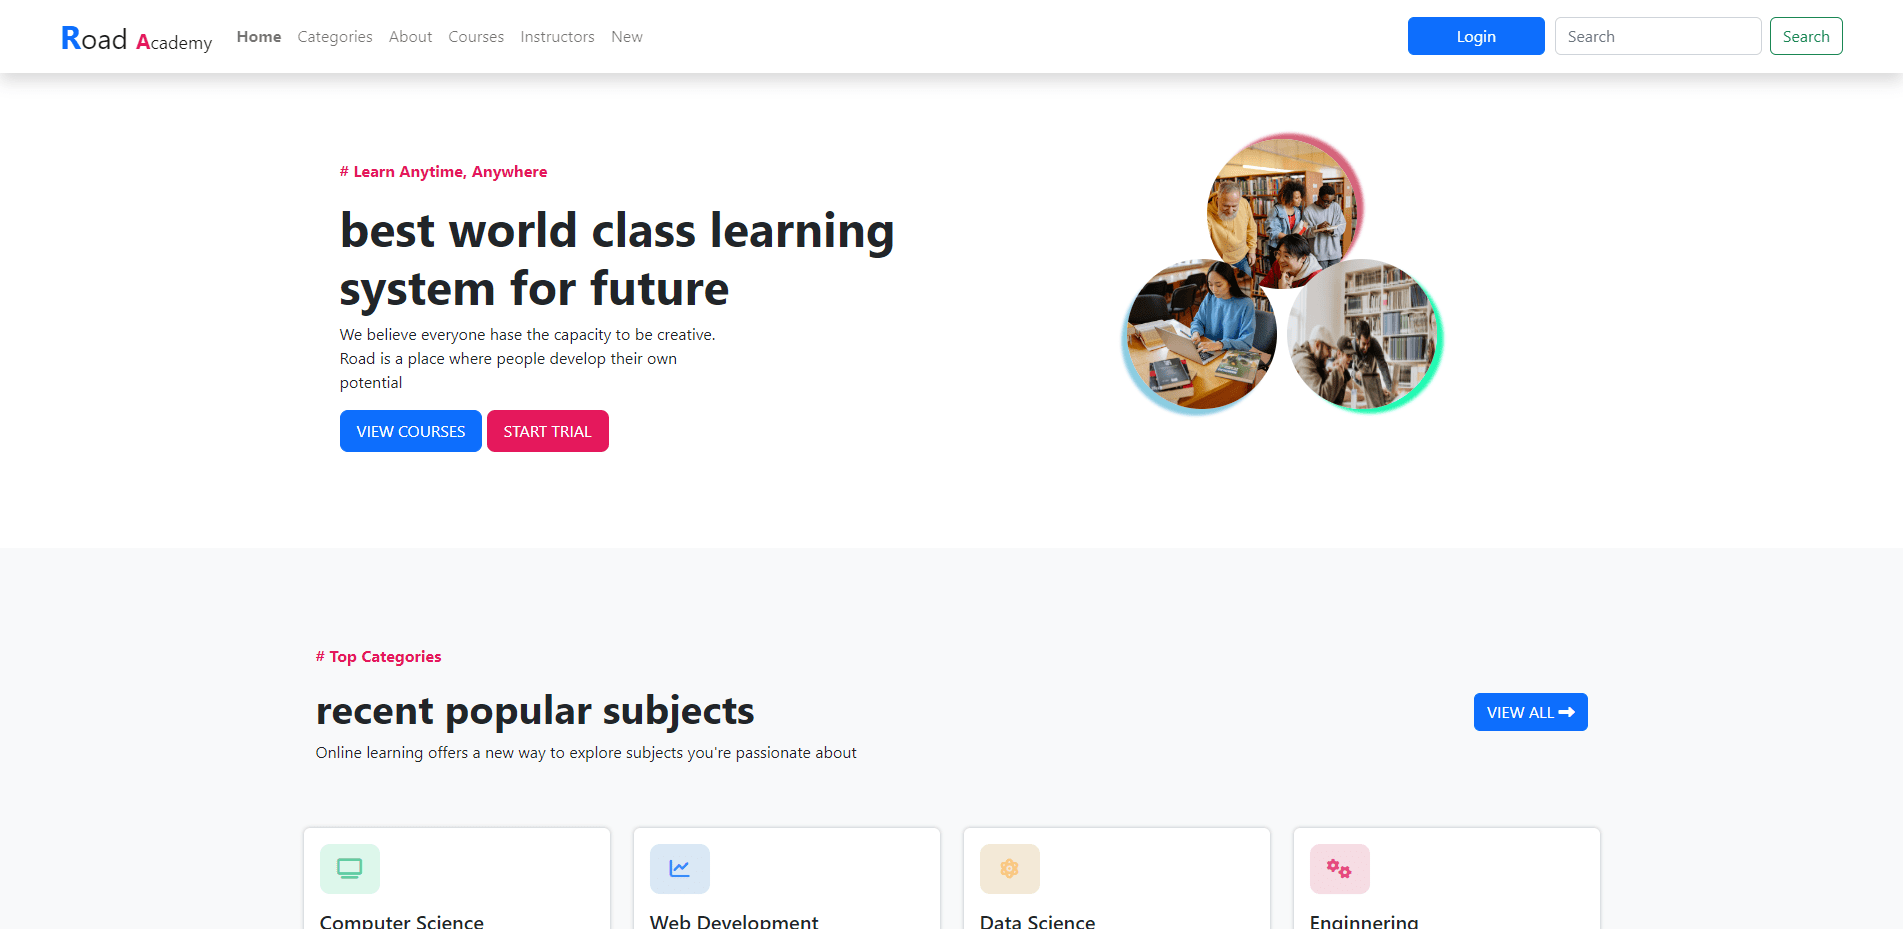 Road Academy Home Categories About Courses Instructors New Login Search Search
# Learn Anytime, Anywhere
best world class learning
system for future
We believe everyone hase the capacity to be creative.
Road is a place where people develop their own
potential
VIEW COURSES START TRIAL
# Top Categories
recent popular subjects
VIEW ALL
Online learning offers a new way to explore subjects you're passionate about
Computer Science Web Development Data Science Enginnering